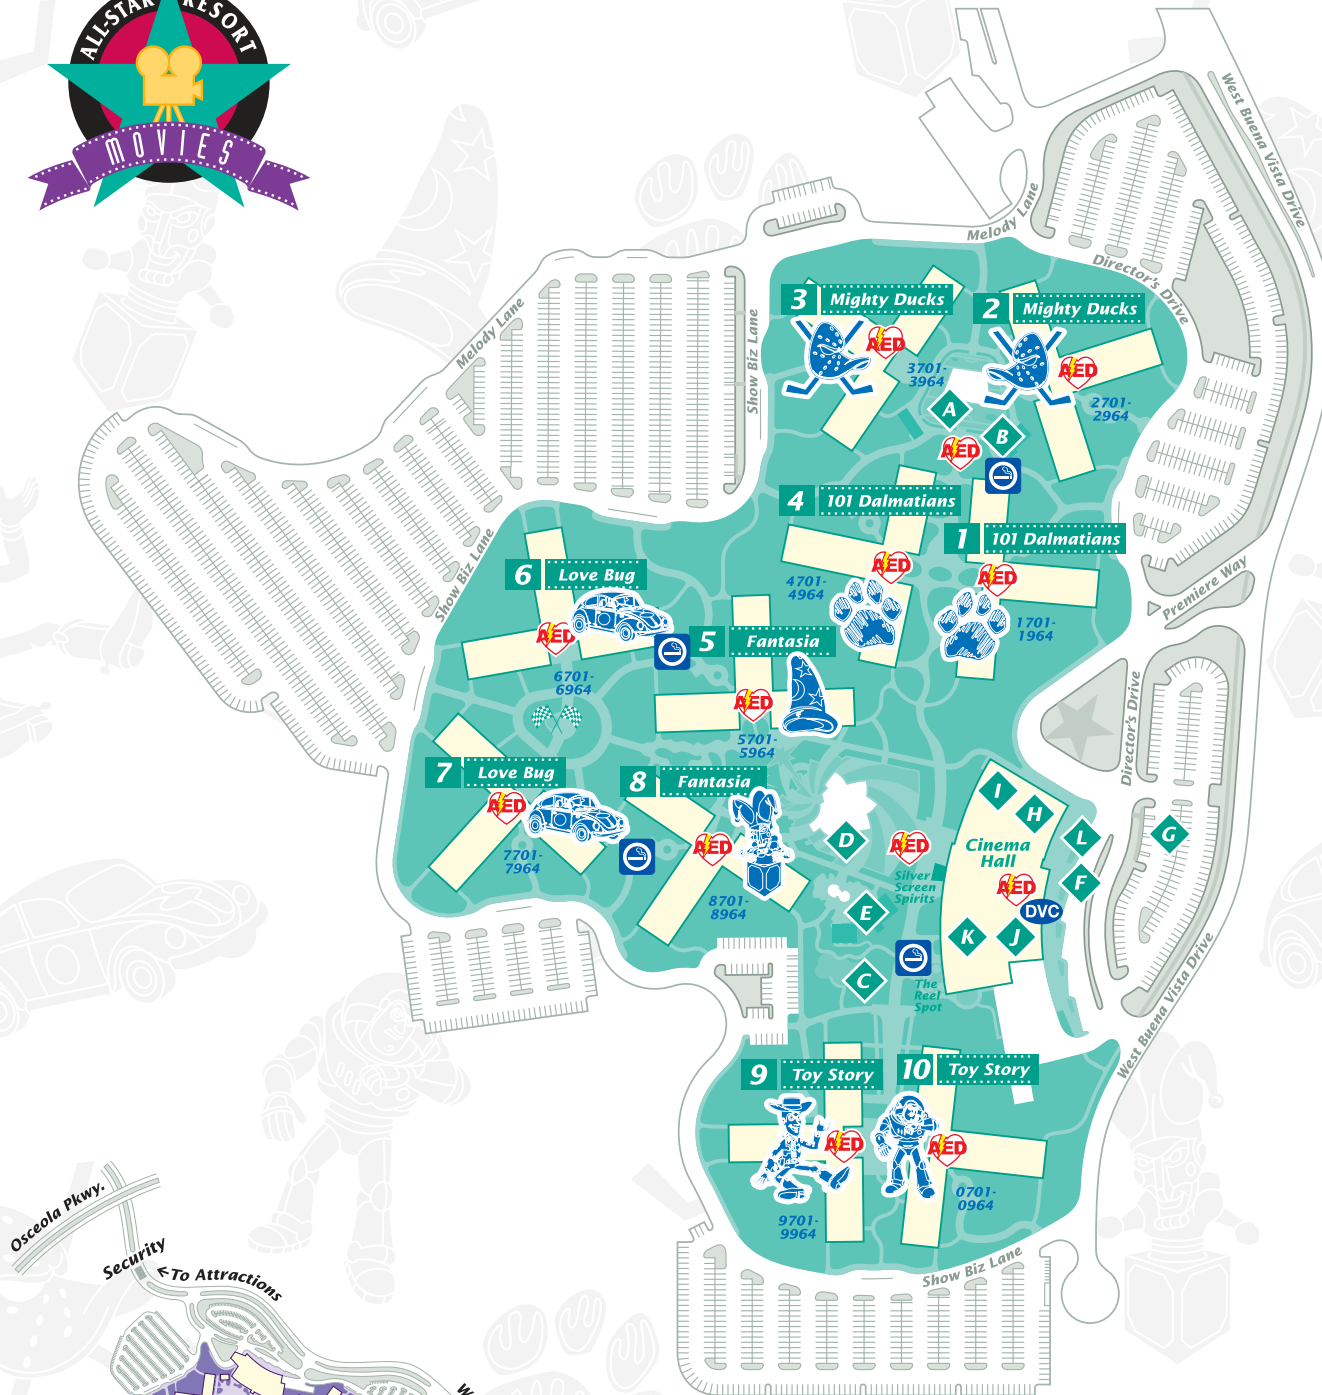 ALL-STAR RESORT
MOVIES
West Buena Vista Drive
Melody Lane
Director's Drive
3 Mighty Ducks
2 Mighty Ducks
AED
AED
3701-
3964
2701-
2964
Melody Lane
Show Biz Lane
A
B
AED
4 101 Dalmatians
1 101 Dalmatians
AED
AED
4701-
4964
1701-
1964
Premiere Way
Show Biz Lane
6 Love Bug
AED
6701-
6964
5 Fantasia
AED
5701-
5964
Director's Drive
7 Love Bug
AED
7701-
7964
8 Fantasia
AED
8701-
8964
D
AED
Silver
Screen
Spirits
E
C
The
Reel
Spot
I
H
Cinema
Hall
AED
DVC
K
J
L
F
G
West Buena Vista Drive
9 Toy Story
10 Toy Story
AED
AED
9701-
9964
0701-
0964
Show Biz Lane
Osceola Pkwy.
Security
To Attractions
W